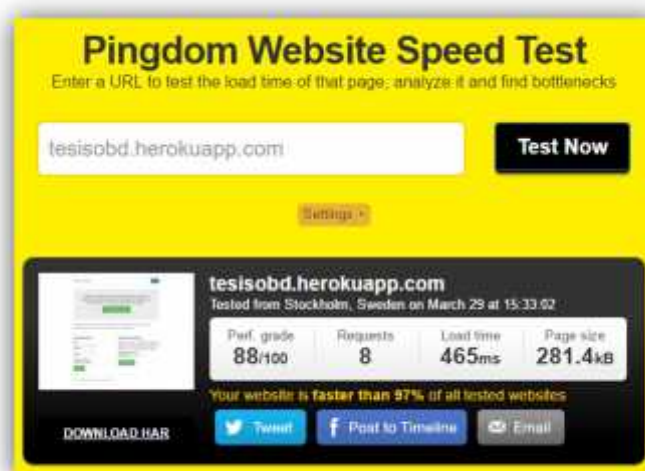 Pingdom Website Speed Test
Enter a URL to test the load time of that page, analyze it and find bottlenecks
tesisobd.herokuapp.com
Test Now
Settings
tesisobd.herokuapp.com
Tested from Stockholm, Sweden on March 29 at 15:33:02
Perf. grade Requests Load time Page size
88/100 8 465ms 281.4kB
Your website is faster than 97% of all tested websites
DOWNLOAD HAR
Tweet
Post to Timeline
Email